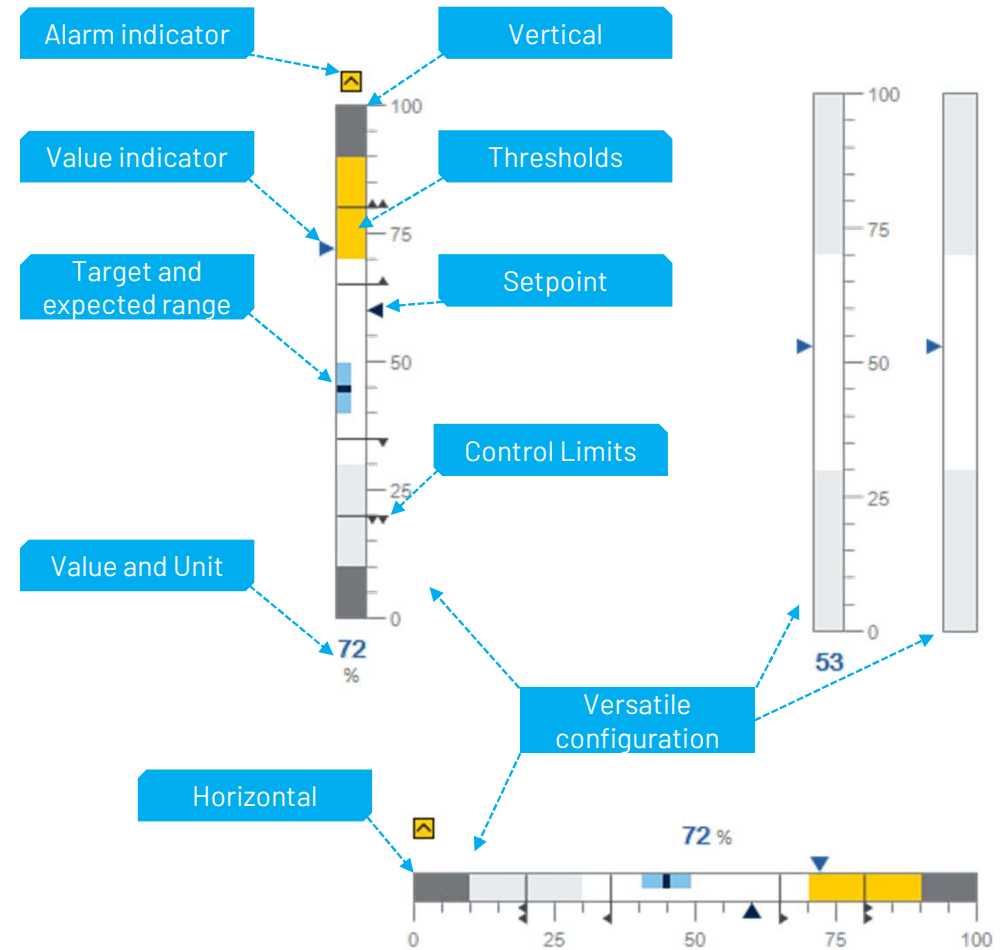 Alarm indicator
Vertical
100
100
Value indicator
Thresholds
75
75
Target and
expected range
Setpoint
50
50
Control Limits
25
25
Value and Unit
0
0
72
%
53
Versatile
configuration
Horizontal
72 %
0 25 50 75 100